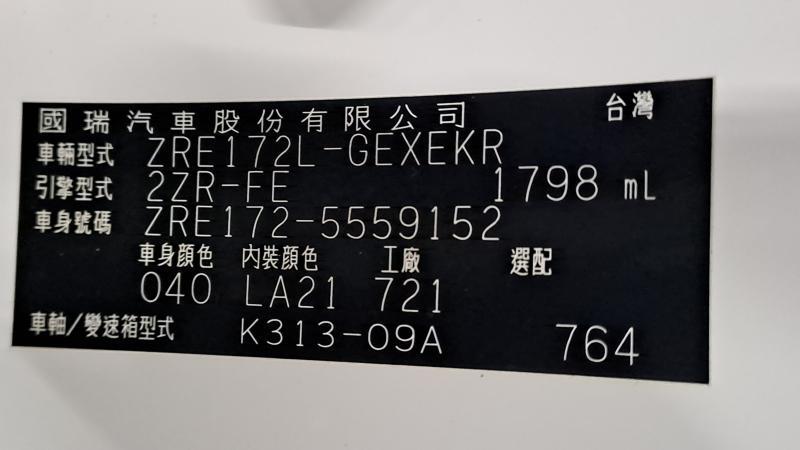 國瑞汽車股份有限公司 台灣
車輛型式 ZRE172L-GEXEKR
引擎型式 2ZR-FE 1798 mL
車身號碼 ZRE172-5559152
車身顏色 內裝顏色 工廠 選配
040 LA21 721
車軸/變速箱型式 K313-09A 764